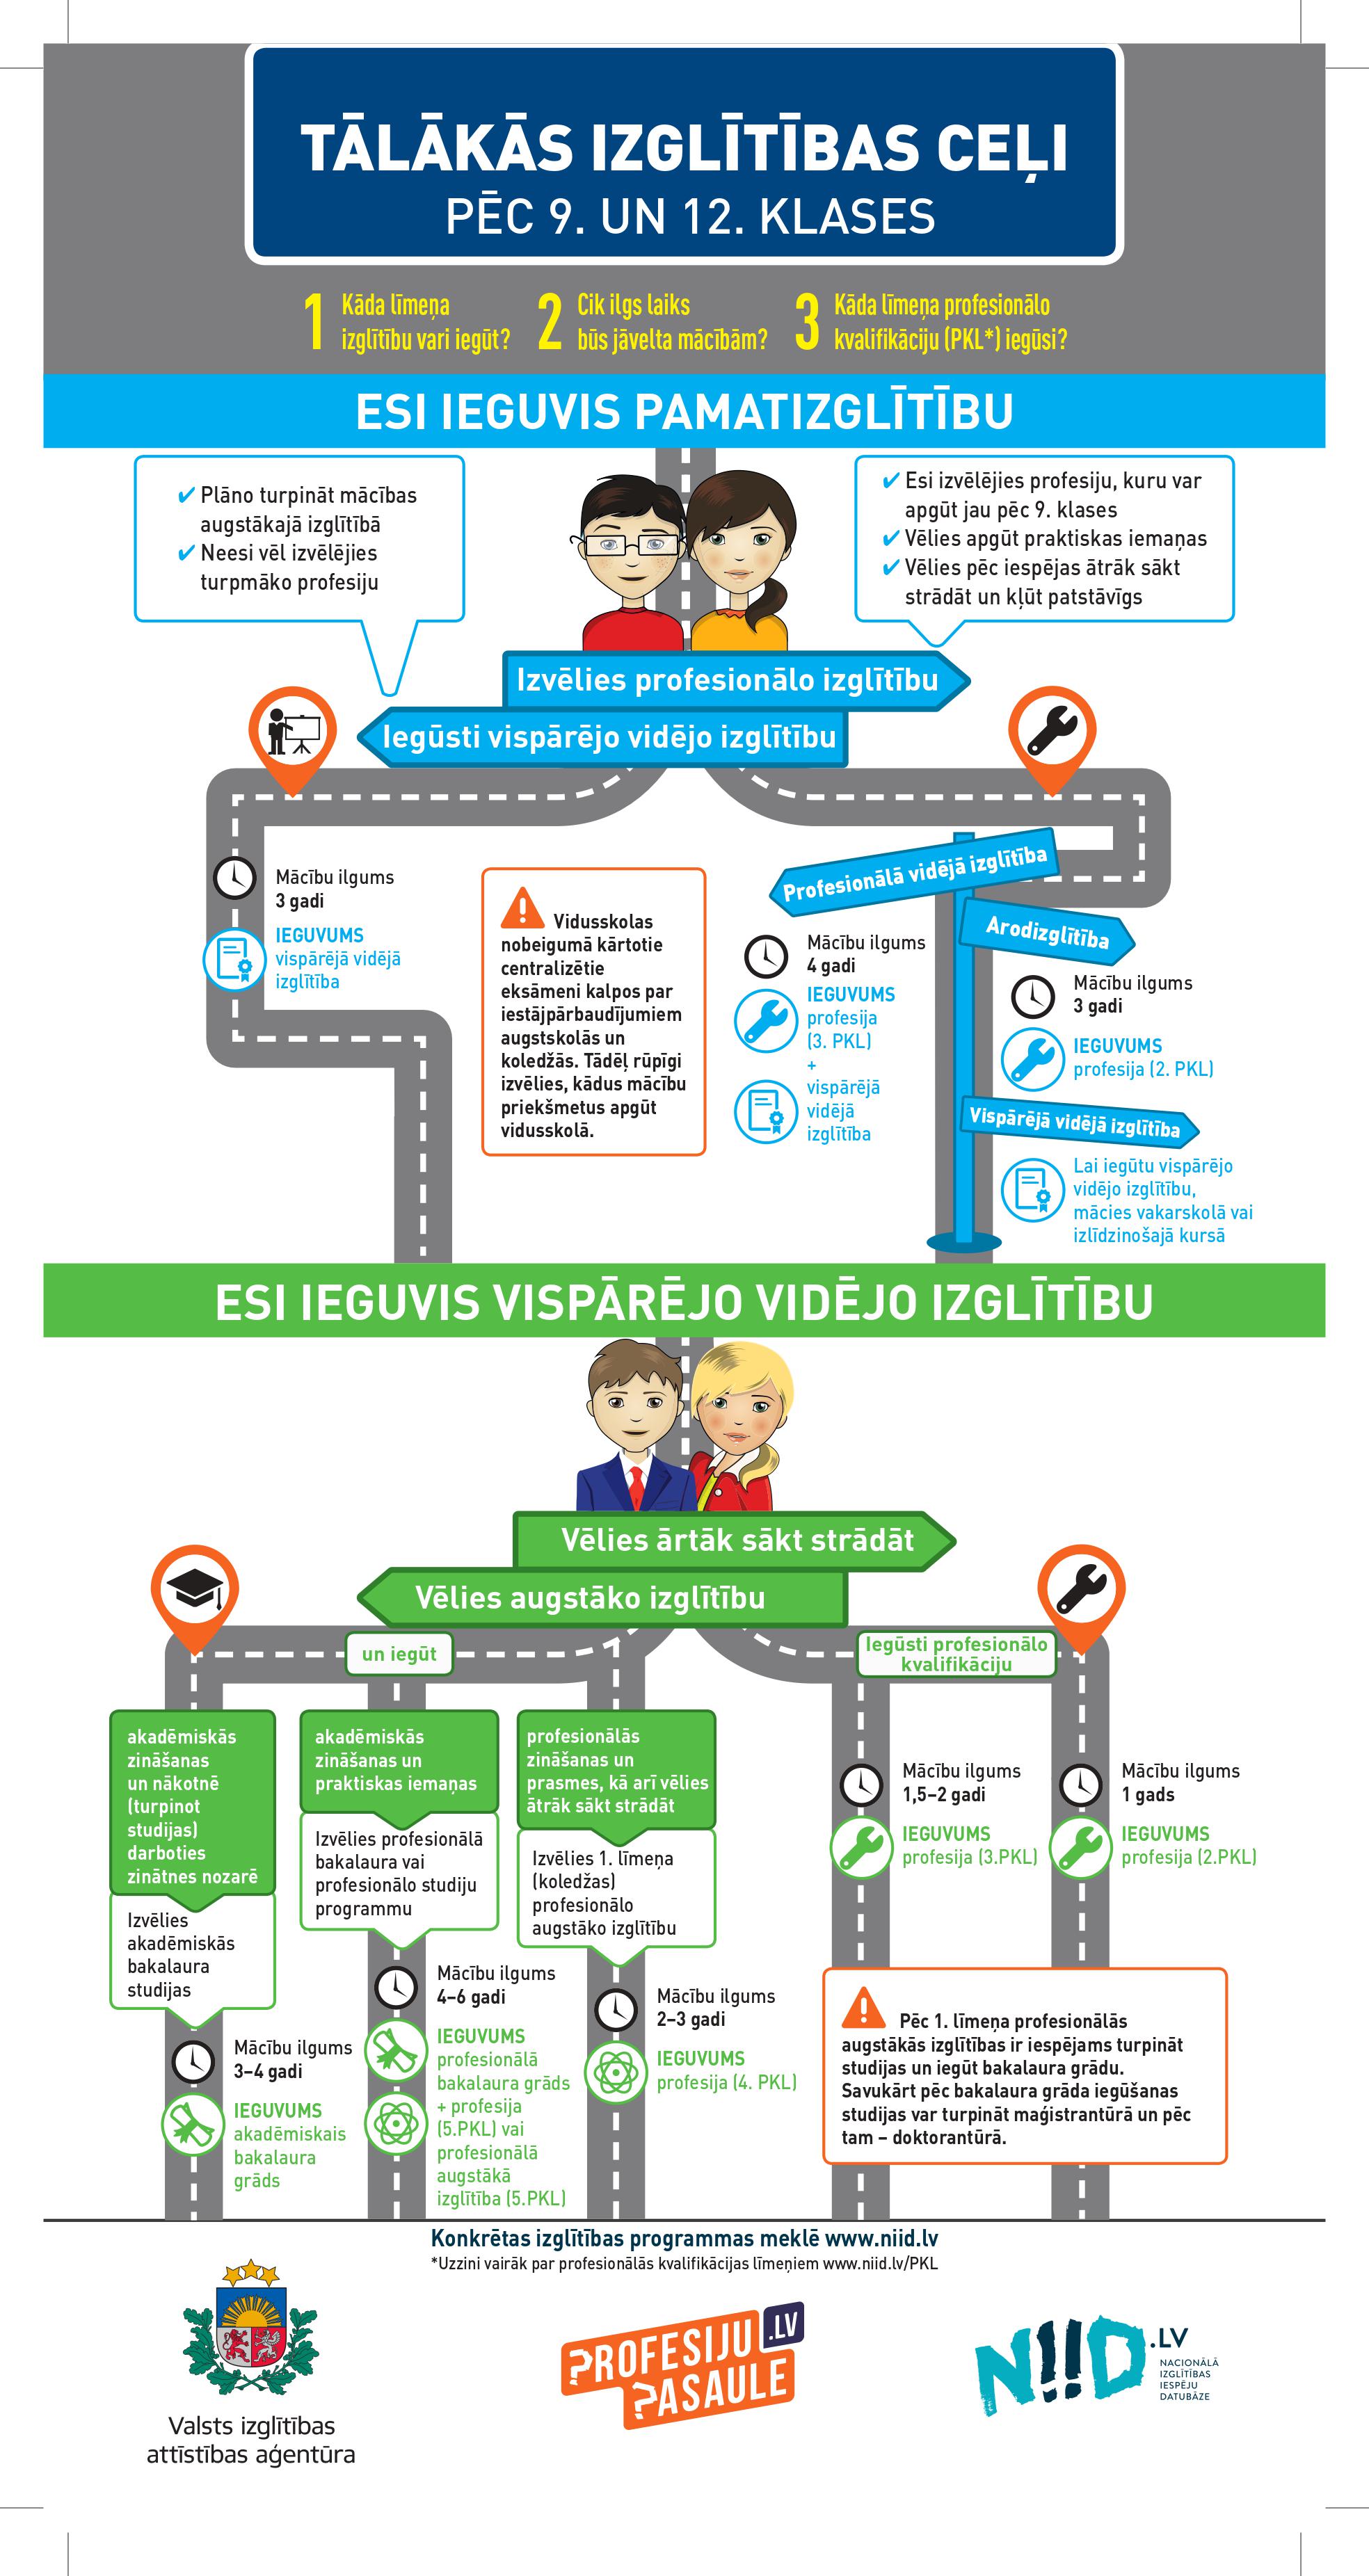 TĀLĀKĀS IZGLĪTĪBAS CEĻI
PĒC 9. UN 12. KLASES
1 Kāda līmeņa
izglītību vari iegūt?
2 Cik ilgs laiks
būs jāvelta mācībām?
3 Kāda līmeņa profesionālo
kvalifikāciju (PKL*) iegūsi?
ESI IEGUVIS PAMATIZGLĪTĪBU
✔ Plāno turpināt mācības
augstākajā izglītībā
✔ Neesi vēl izvēlējies
turpmāko profesiju
✔ Esi izvēlējies profesiju, kuru var
apgūt jau pēc 9. klases
✔ Vēlies apgūt praktiskas iemaņas
✔ Vēlies pēc iespējas ātrāk sākt
strādāt un kļūt patstāvīgs
Izvēlies profesionālo izglītību
Iegūsti vispārējo vidējo izglītību
Mācību ilgums
3 gadi
IEGUVUMS
vispārējā vidējā
izglītība
Vidusskolas
nobeigumā kārtotie
centralizētie
eksāmeni kalpos par
iestājpārbaudījumiem
augstskolās un
koledžās. Tādēļ rūpīgi
izvēlies, kādus mācību
priekšmetus apgūt
vidusskolā.
Profesionālā vidējā izglītība
Mācību ilgums
4 gadi
IEGUVUMS
profesija
(3. PKL)
+
vispārējā
vidējā
izglītība
Arodizglītība
Mācību ilgums
3 gadi
IEGUVUMS
profesija (2. PKL)
Vispārējā vidējā izglītība
Lai iegūtu vispārējo
vidējo izglītību,
mācies vakarskolā vai
izlīdzinošajā kursā
ESI IEGUVIS VISPĀRĒJO VIDĒJO IZGLĪTĪBU
Vēlies ārtāk sākt strādāt
Vēlies augstāko izglītību
un iegūt
Iegūsti profesionālo
kvalifikāciju
akadēmiskās
zināšanas
un nākotnē
(turpinot
studijas)
darboties
zinātnes nozarē
Izvēlies
akadēmiskās
bakalaura
studijas
Mācību ilgums
3–4 gadi
IEGUVUMS
akadēmiskais
bakalaura
grāds
akadēmiskās
zināšanas un
praktiskas iemaņas
Izvēlies profesionālā
bakalaura vai
profesionālo studiju
programmu
Mācību ilgums
4–6 gadi
IEGUVUMS
profesionālā
bakalaura grāds
+ profesija
(5.PKL) vai
profesionālā
augstākā
izglītība (5.PKL)
profesionālās
zināšanas un
prasmes, kā arī vēlies
ātrāk sākt strādāt
Izvēlies 1. līmeņa
(koledžas)
profesionālo
augstāko izglītību
Mācību ilgums
2–3 gadi
IEGUVUMS
profesija (4. PKL)
Mācību ilgums
1,5–2 gadi
IEGUVUMS
profesija (3.PKL)
Mācību ilgums
1 gads
IEGUVUMS
profesija (2.PKL)
Pēc 1. līmeņa profesionālās
augstākās izglītības ir iespējams turpināt
studijas un iegūt bakalaura grādu.
Savukārt pēc bakalaura grāda iegūšanas
studijas var turpināt maģistrantūrā un pēc
tam – doktorantūrā.
Konkrētas izglītības programmas meklē www.niid.lv
*Uzzini vairāk par profesionālās kvalifikācijas līmeņiem www.niid.lv/PKL
Valsts izglītības
attīstības aģentūra
PROFESIJU .LV
PASAULE
NIID.LV
NACIONĀLĀ
IZGLĪTĪBAS
IESPĒJU
DATUBĀZE